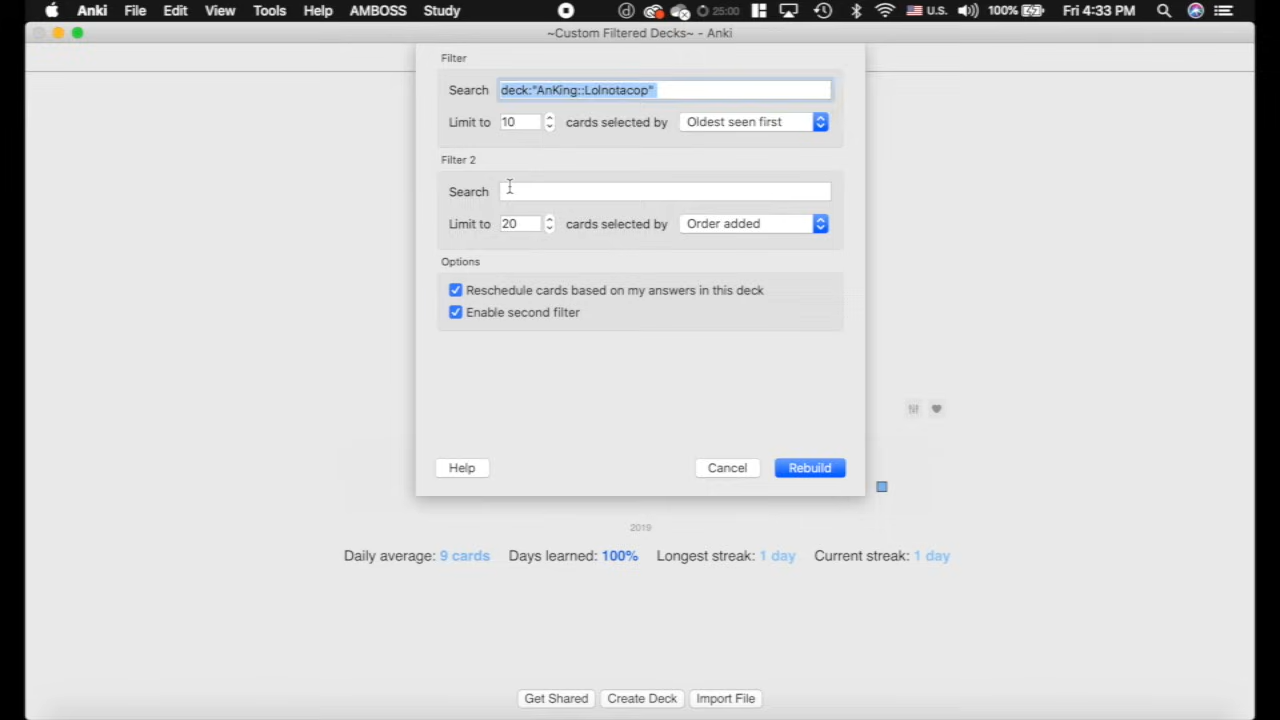 Anki File Edit View Tools Help AMBOSS Study 25:00 U.S. 100% Fri 4:33 PM
~Custom Filtered Decks~ - Anki
Filter
Search deck:"AnKing::Lolnotacop"
Limit to 10 cards selected by Oldest seen first
Filter 2
Search
Limit to 20 cards selected by Order added
Options
Reschedule cards based on my answers in this deck
Enable second filter
Help Cancel Rebuild
2019
Daily average: 9 cards Days learned: 100% Longest streak: 1 day Current streak: 1 day
Get Shared Create Deck Import File